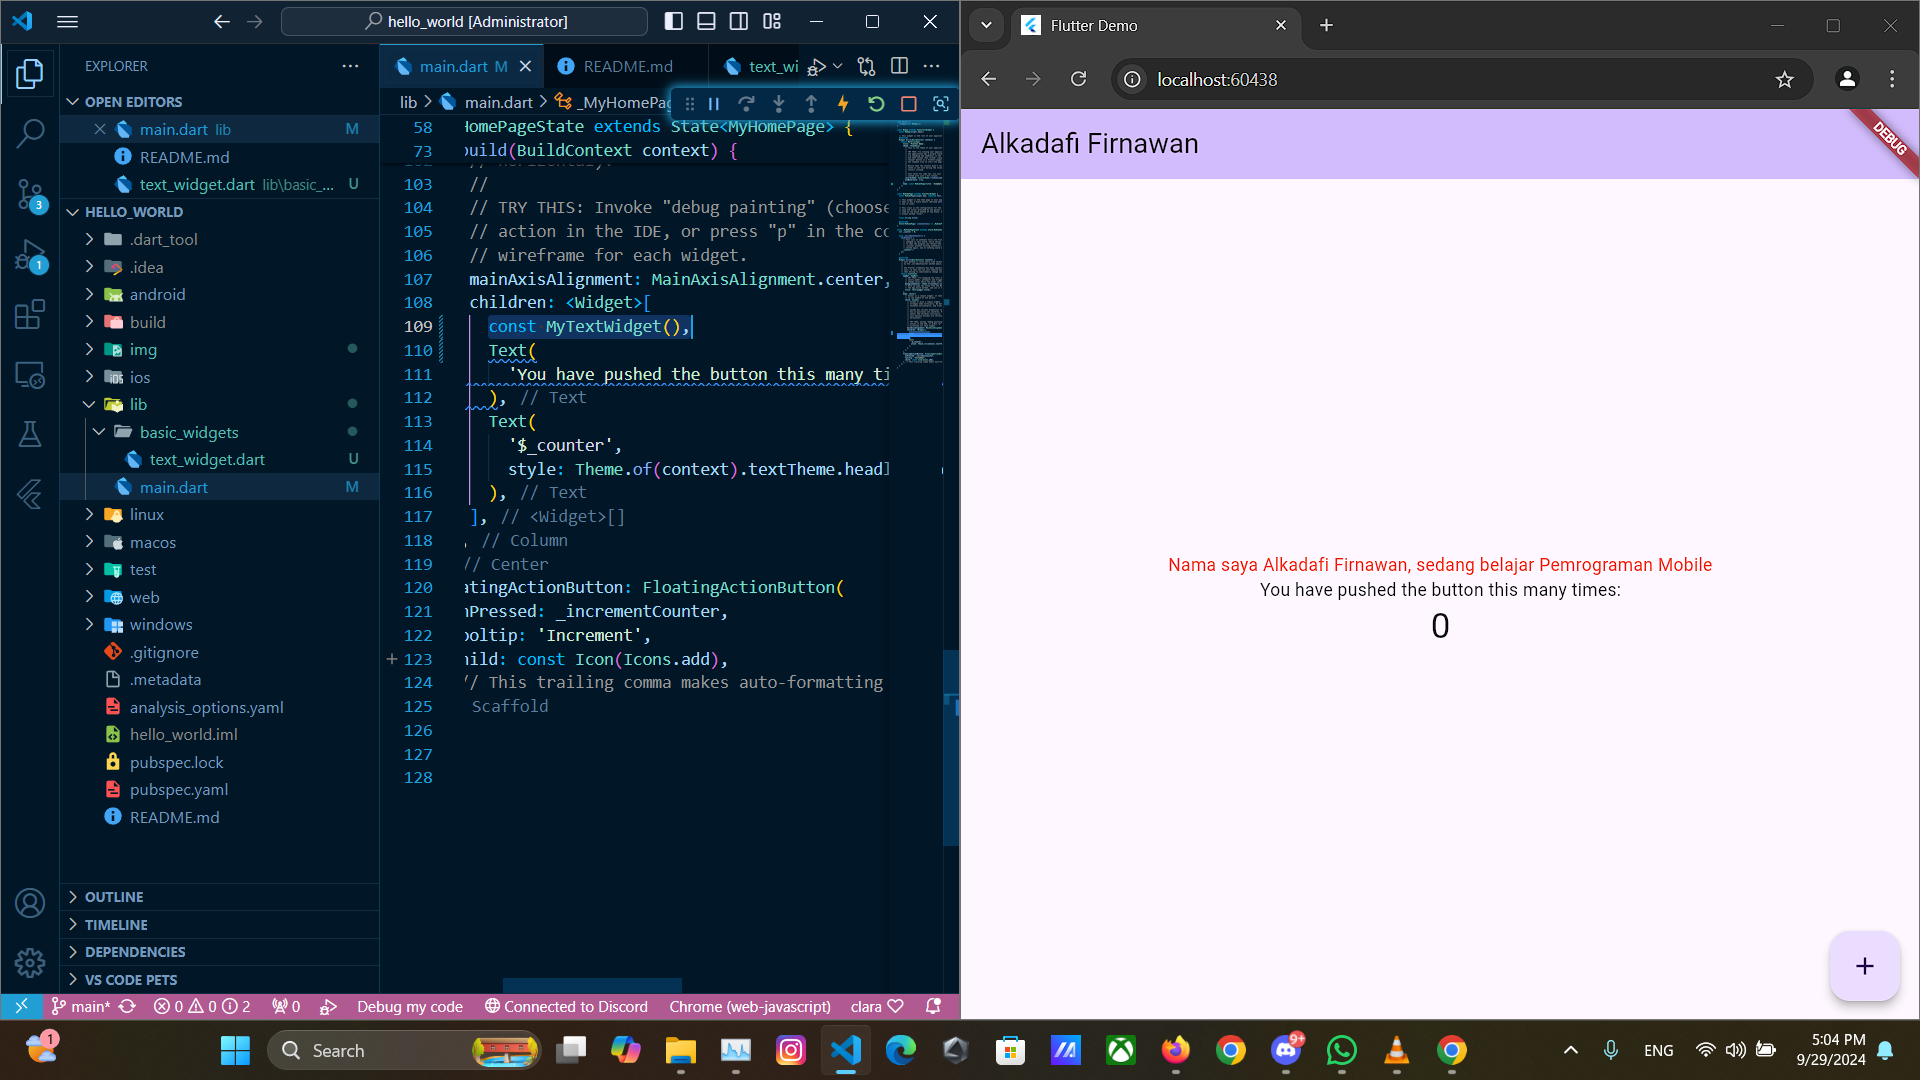 hello_world [Administrator]
EXPLORER
OPEN EDITORS
main.dart lib M
README.md
text_widget.dart lib\basic_... U
HELLO_WORLD
.dart_tool
.idea
android
build
img
ios
lib
basic_widgets
text_widget.dart U
main.dart M
linux
macos
test
web
windows
.gitignore
.metadata
analysis_options.yaml
hello_world.iml
pubspec.lock
pubspec.yaml
README.md
OUTLINE
TIMELINE
DEPENDENCIES
VS CODE PETS
3
1
main.dart M
README.md
text_wi
lib > main.dart > _MyHomePag
58 HomePageState extends State<MyHomePage> {
73 build(BuildContext context) {
103 //
104 // TRY THIS: Invoke "debug painting" (choose
105 // action in the IDE, or press "p" in the co
106 // wireframe for each widget.
107 mainAxisAlignment: MainAxisAlignment.center,
108 children: <Widget>[
109 const MyTextWidget(),
110 Text(
111 'You have pushed the button this many ti
112 ), // Text
113 Text(
114 '$_counter',
115 style: Theme.of(context).textTheme.headl
116 ), // Text
117 ], // <Widget>[]
118 , // Column
119 // Center
120 atingActionButton: FloatingActionButton(
121 nPressed: _incrementCounter,
122 ooltip: 'Increment',
123 hild: const Icon(Icons.add),
124 // This trailing comma makes auto-formatting
125 Scaffold
126
127
128
main* 0 0 2 0 Debug my code Connected to Discord Chrome (web-javascript) clara
Flutter Demo
localhost:60438
Alkadafi Firnawan
DEBUG
Nama saya Alkadafi Firnawan, sedang belajar Pemrograman Mobile
You have pushed the button this many times:
0
+
1
Search
9+
ENG
5:04 PM
9/29/2024